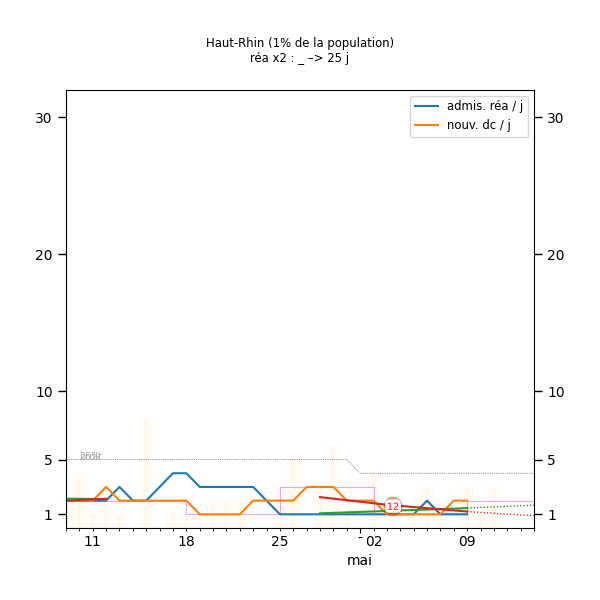 Haut-Rhin (1% de la population)
réa x2 : _ –> 25 j
admis. réa / j
nouv. dc / j
30 30
20 20
10 10
5 5
1 1
12
11 18 25 02 09
mai